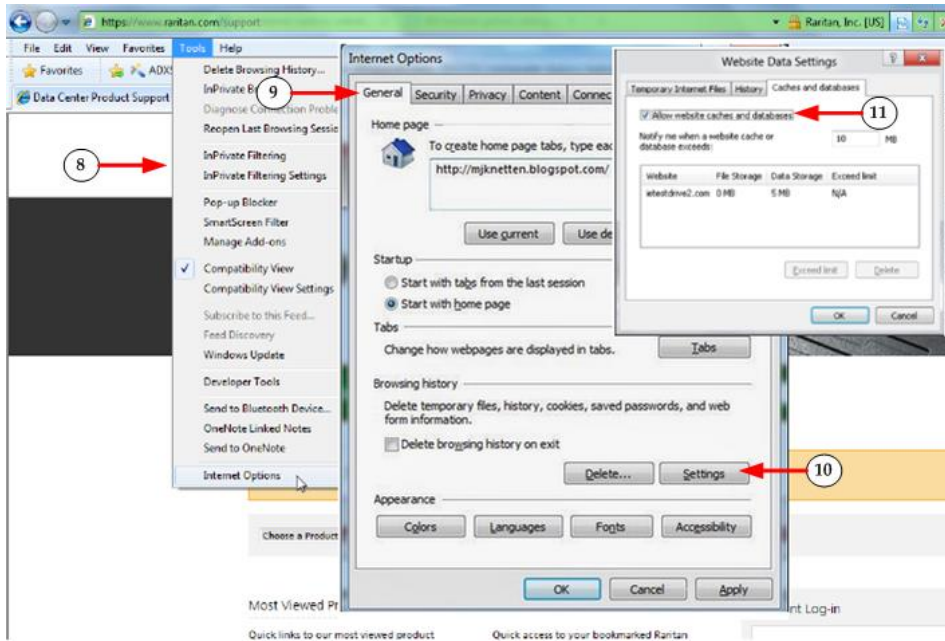 https://www.raritan.com/support
Raritan, Inc. [US]
File Edit View Favorites Tools Help
Favorites
Data Center Product Support
Delete Browsing History...
InPrivate
Diagnose Connection
Reopen Last Browsing
InPrivate Filtering
InPrivate Filtering Settings
Pop-up Blocker
SmartScreen Filter
Manage Add-ons
Compatibility View
Compatibility View Settings
Subscribe to this Feed...
Feed Discovery
Windows Update
Developer Tools
Send to Bluetooth Device...
OneNote Linked Notes
Send to OneNote
Internet Options
8
9
Internet Options
General Security Privacy Content Connec
Home page
To create home page tabs, type eac
http://mjknetten.blogspot.com/
Use current Use de
Startup
Start with tabs from the last session
Start with home page
Tabs
Change how webpages are displayed in tabs.
Tabs
Browsing history
Delete temporary files, history, cookies, saved passwords, and web
form information.
Delete browsing history on exit
Delete... Settings
10
Appearance
Colors Languages Fonts Accessibility
OK Cancel Apply
Website Data Settings
Temporary Internet Files History Caches and databases
Allow website caches and databases
11
Notify me when a website cache or
database exceeds:
10 MB
Website File Storage Data Storage Exceed limit
ietestdrive2.com 0 MB 5 MB N/A
Exceed limit Delete
OK Cancel
Choose a Product
Most Viewed Pr
nt Log-in
Quick links to our most viewed product
Quick access to your bookmarked Raritan